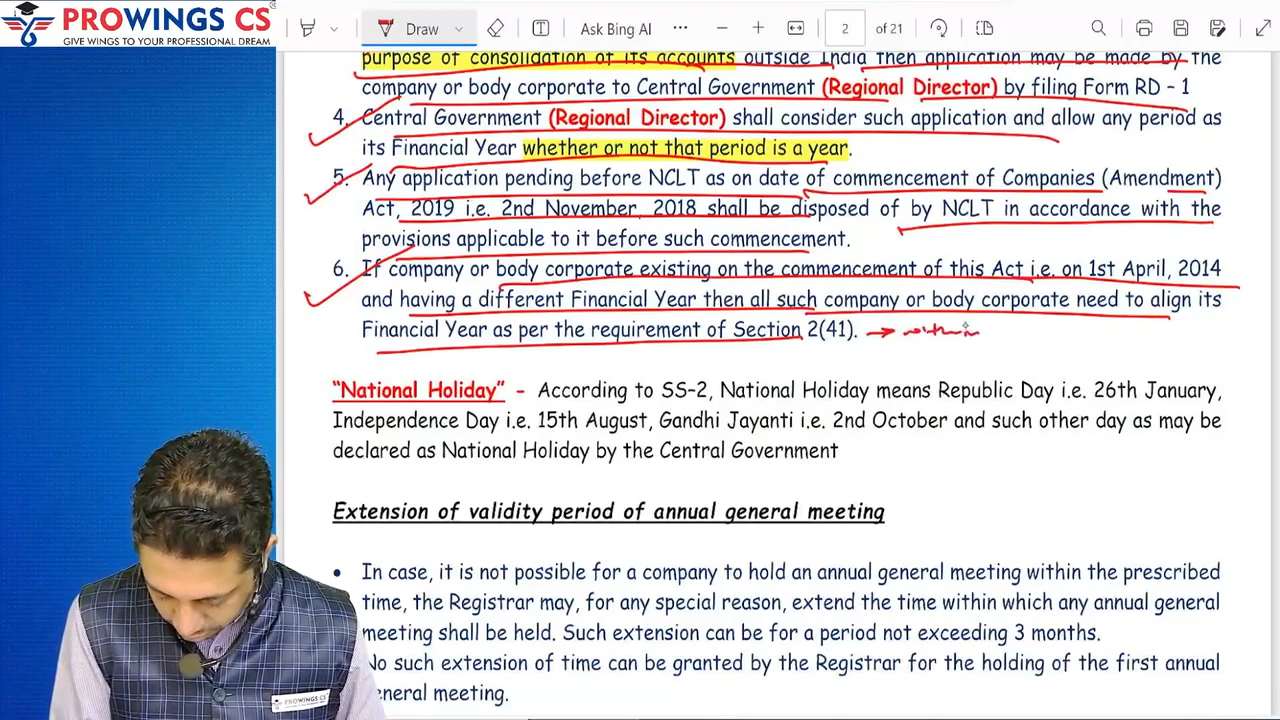 PROWINGS CS
GIVE WINGS TO YOUR PROFESSIONAL DREAM
Draw
Ask Bing AI
2 of 21
purpose of consolidation of its accounts outside India then application may be made by the
company or body corporate to Central Government (Regional Director) by filing Form RD - 1
4. Central Government (Regional Director) shall consider such application and allow any period as
its Financial Year whether or not that period is a year.
5. Any application pending before NCLT as on date of commencement of Companies (Amendment)
Act, 2019 i.e. 2nd November, 2018 shall be disposed of by NCLT in accordance with the
provisions applicable to it before such commencement.
6. If company or body corporate existing on the commencement of this Act i.e. on 1st April, 2014
and having a different Financial Year then all such company or body corporate need to align its
Financial Year as per the requirement of Section 2(41). → within
"National Holiday" - According to SS-2, National Holiday means Republic Day i.e. 26th January,
Independence Day i.e. 15th August, Gandhi Jayanti i.e. 2nd October and such other day as may be
declared as National Holiday by the Central Government
Extension of validity period of annual general meeting
• In case, it is not possible for a company to hold an annual general meeting within the prescribed
time, the Registrar may, for any special reason, extend the time within which any annual general
meeting shall be held. Such extension can be for a period not exceeding 3 months.
No such extension of time can be granted by the Registrar for the holding of the first annual
general meeting.
PROWINGS CS